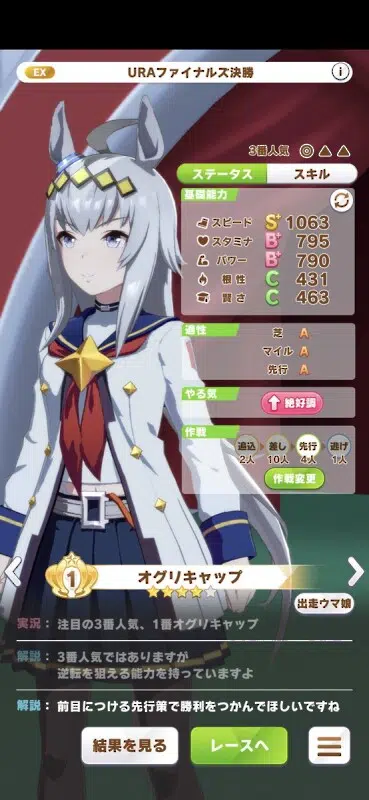 EX
URAファイナルズ決勝
i
3番人気 ◎ ▲ ▲
ステータス
スキル
基礎能力
スピード S+ 1063
スタミナ B+ 795
パワー B+ 790
根性 C 431
賢さ C 463
適性
芝 A
マイル A
先行 A
やる気
絶好調
作戦
追込 差し 先行 逃げ
2人 10人 4人 1人
作戦変更
1
オグリキャップ
出走ウマ娘
実況： 注目の3番人気、1番オグリキャップ
解説： 3番人気ではありますが
逆転を狙える能力を持っていますよ
解説： 前目につける先行策で勝利をつかんでほしいですね
結果を見る
レースへ